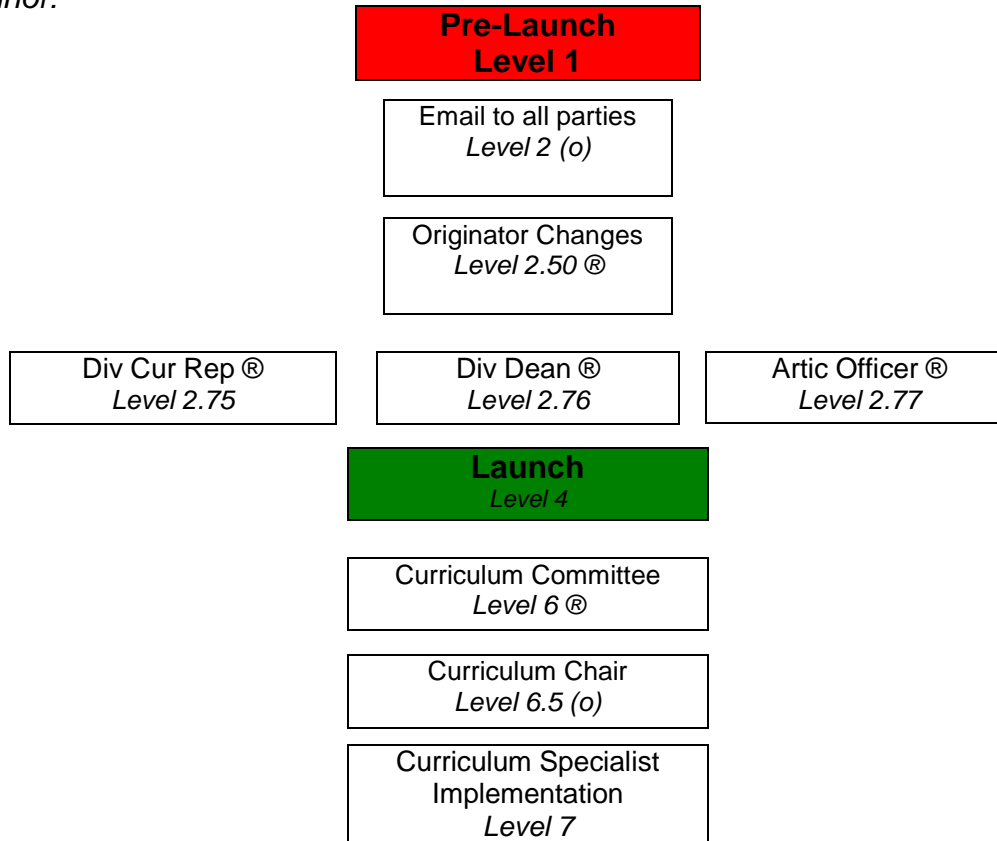 Pre-Launch
Level 1
Email to all parties
Level 2 (o)
Originator Changes
Level 2.50 ®
Div Cur Rep ®
Level 2.75
Div Dean ®
Level 2.76
Artic Officer ®
Level 2.77
Launch
Level 4
Curriculum Committee
Level 6 ®
Curriculum Chair
Level 6.5 (o)
Curriculum Specialist
Implementation
Level 7